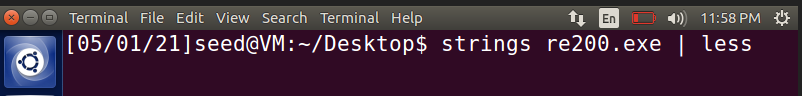 Terminal File Edit View Search Terminal Help En 11:58 PM
[05/01/21]seed@VM:~/Desktop$ strings re200.exe | less